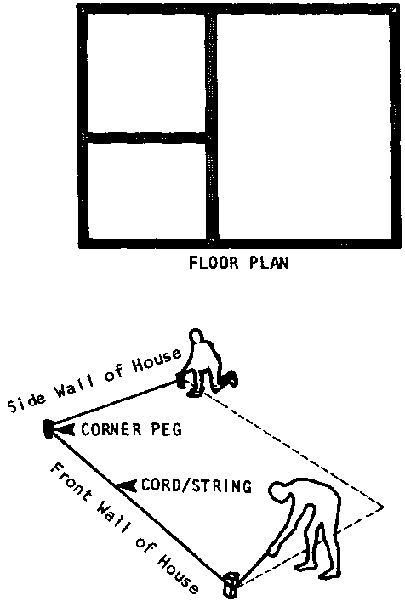 FLOOR PLAN
Side Wall of House
CORNER PEG
CORD/STRING
Front Wall of House